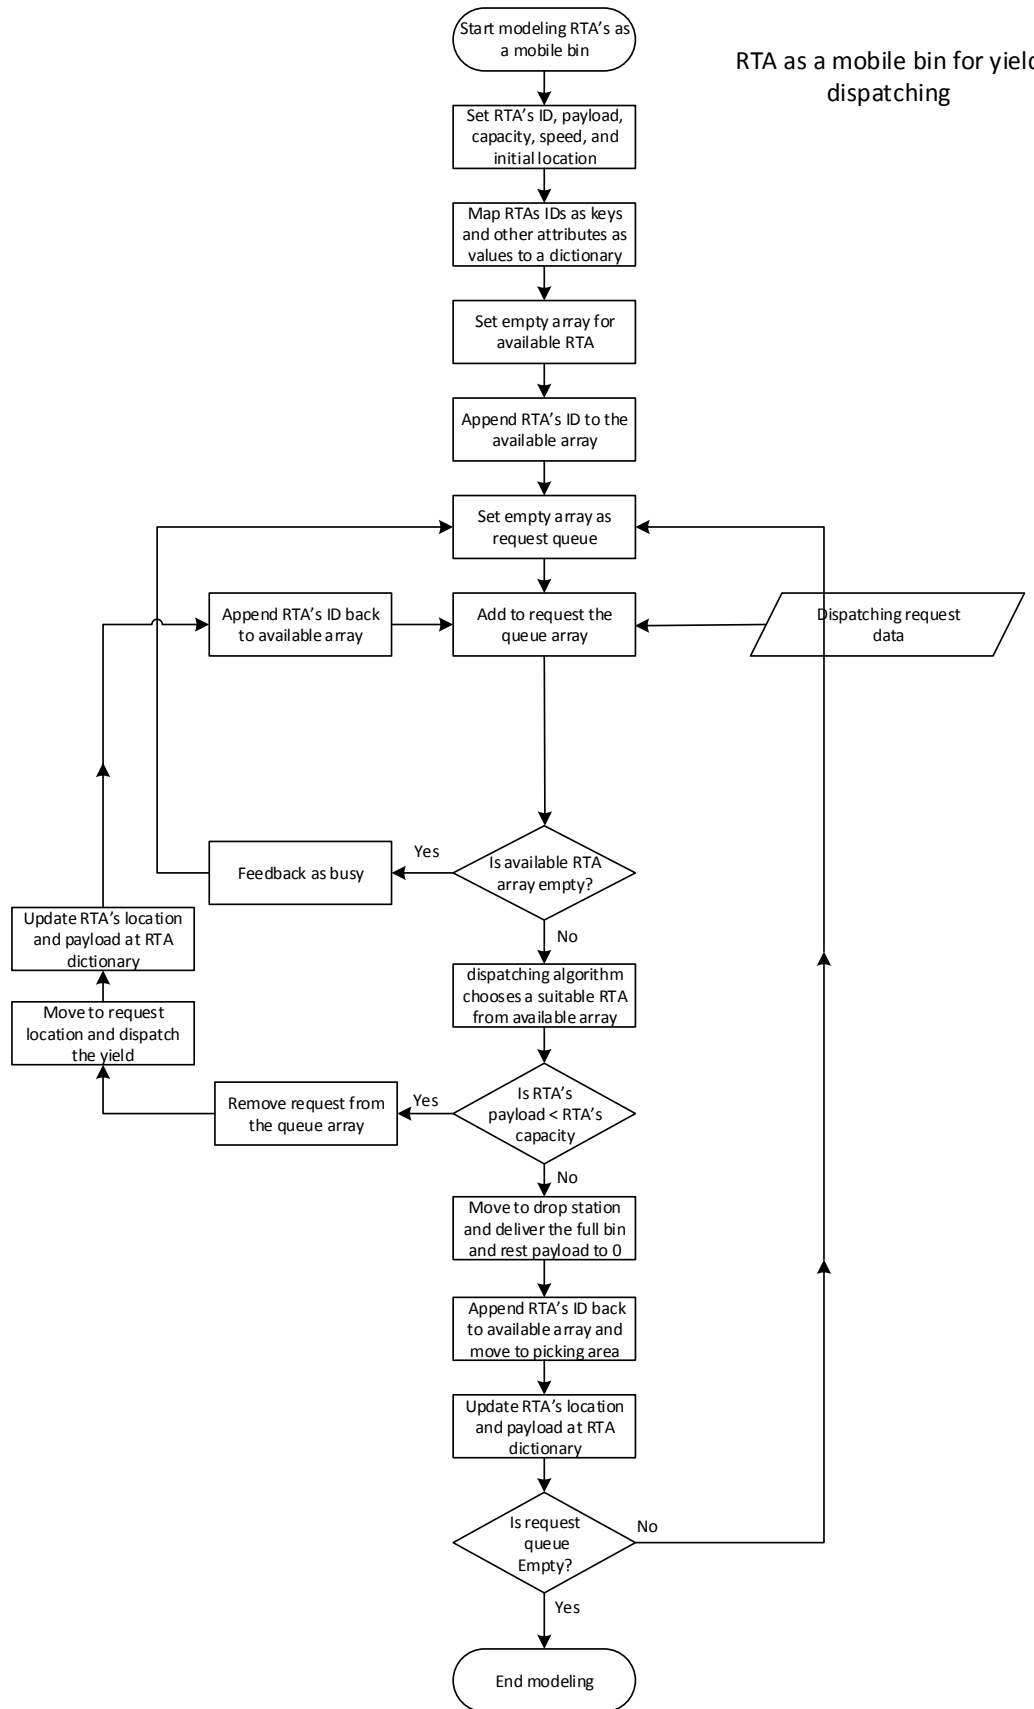 Start modeling RTA's as
a mobile bin
RTA as a mobile bin for yield
dispatching
Set RTA's ID, payload,
capacity, speed, and
initial location
Map RTAs IDs as keys
and other attributes as
values to a dictionary
Set empty array for
available RTA
Append RTA's ID to the
available array
Set empty array as
request queue
Append RTA's ID back
to available array
Add to request the
queue array
Dispatching request
data
Feedback as busy
Yes
Is available RTA
array empty?
No
Update RTA's location
and payload at RTA
dictionary
dispatching algorithm
chooses a suitable RTA
from available array
Move to request
location and dispatch
the yield
Remove request from
the queue array
Yes
Is RTA's
payload < RTA's
capacity
No
Move to drop station
and deliver the full bin
and rest payload to 0
Append RTA's ID back
to available array and
move to picking area
Update RTA's location
and payload at RTA
dictionary
Is request
queue
Empty?
No
Yes
End modeling